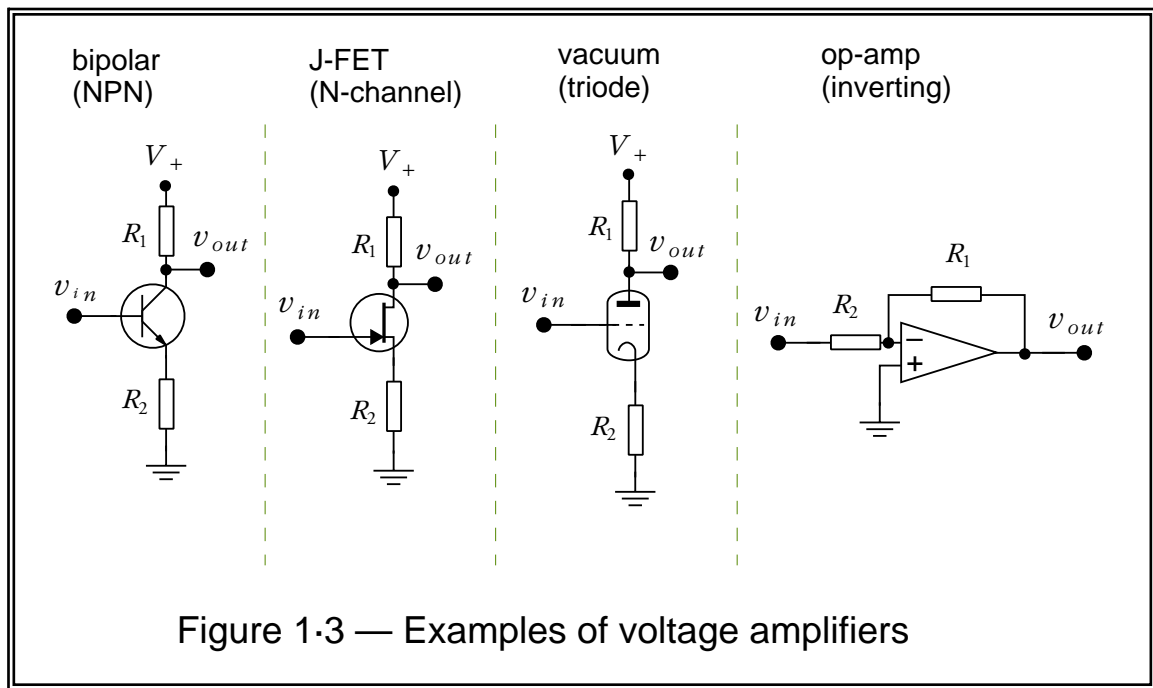 bipolar
(NPN)
V+
R1
vout
vin
R2
J-FET
(N-channel)
V+
R1
vout
vin
R2
vacuum
(triode)
V+
R1
vout
vin
R2
op-amp
(inverting)
R1
vin
R2
−
+
vout
Figure 1·3 — Examples of voltage amplifiers